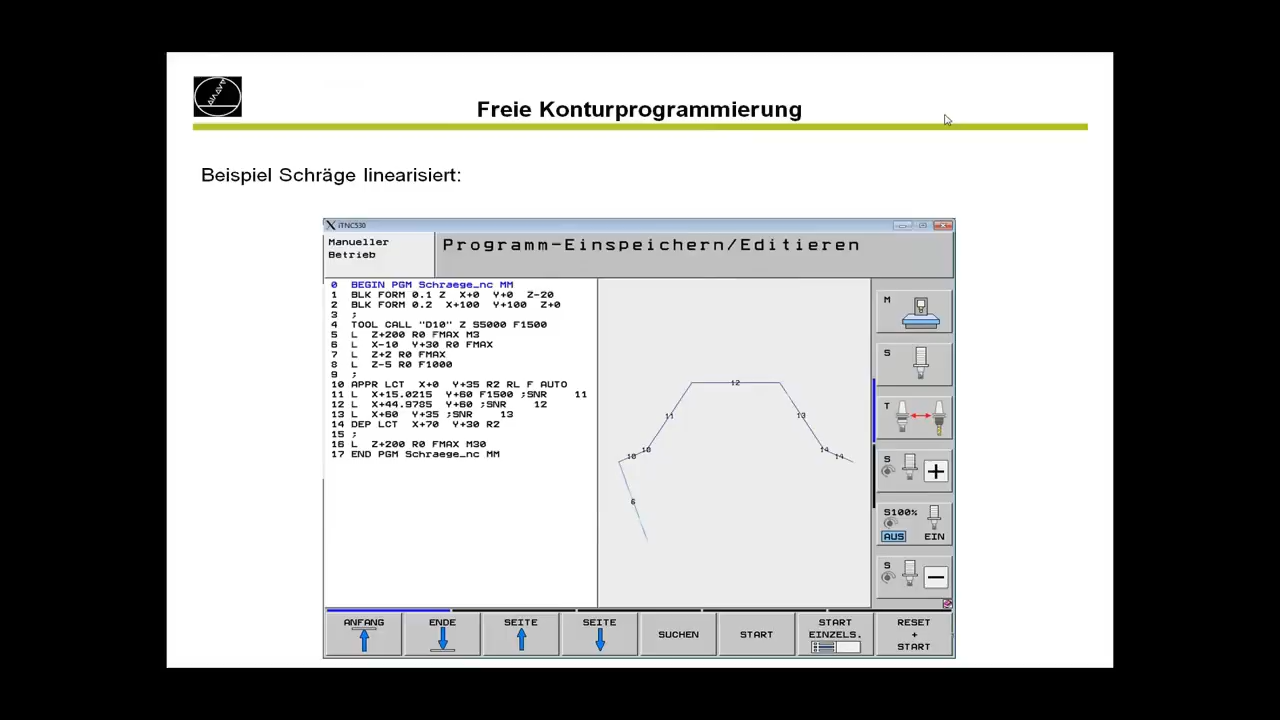 Freie Konturprogrammierung
Beispiel Schräge linearisiert:
iTNC530
Manueller
Betrieb
Programm-Einspeichern/Editieren
0 BEGIN PGM Schraege_nc MM
1 BLK FORM 0.1 Z X+0 Y+0 Z-20
2 BLK FORM 0.2 X+100 Y+100 Z+0
3 ;
4 TOOL CALL "D10" Z S5000 F1500
5 L Z+200 R0 FMAX M3
6 L X-10 Y+30 R0 FMAX
7 L Z+2 R0 FMAX
8 L Z-5 R0 F1000
9 ;
10 APPR LCT X+0 Y+35 R2 RL F AUTO
11 L X+15.0215 Y+60 F1500 ;SNR 11
12 L X+44.9785 Y+60 ;SNR 12
13 L X+60 Y+35 ;SNR 13
14 DEP LCT X+70 Y+30 R2
15 ;
16 L Z+200 R0 FMAX M30
17 END PGM Schraege_nc MM
12
11
13
10
10
14
14
6
M
S
T
S
S100%
AUS EIN
S
ANFANG
ENDE
SEITE
SEITE
SUCHEN
START
START
EINZELS.
RESET
+
START